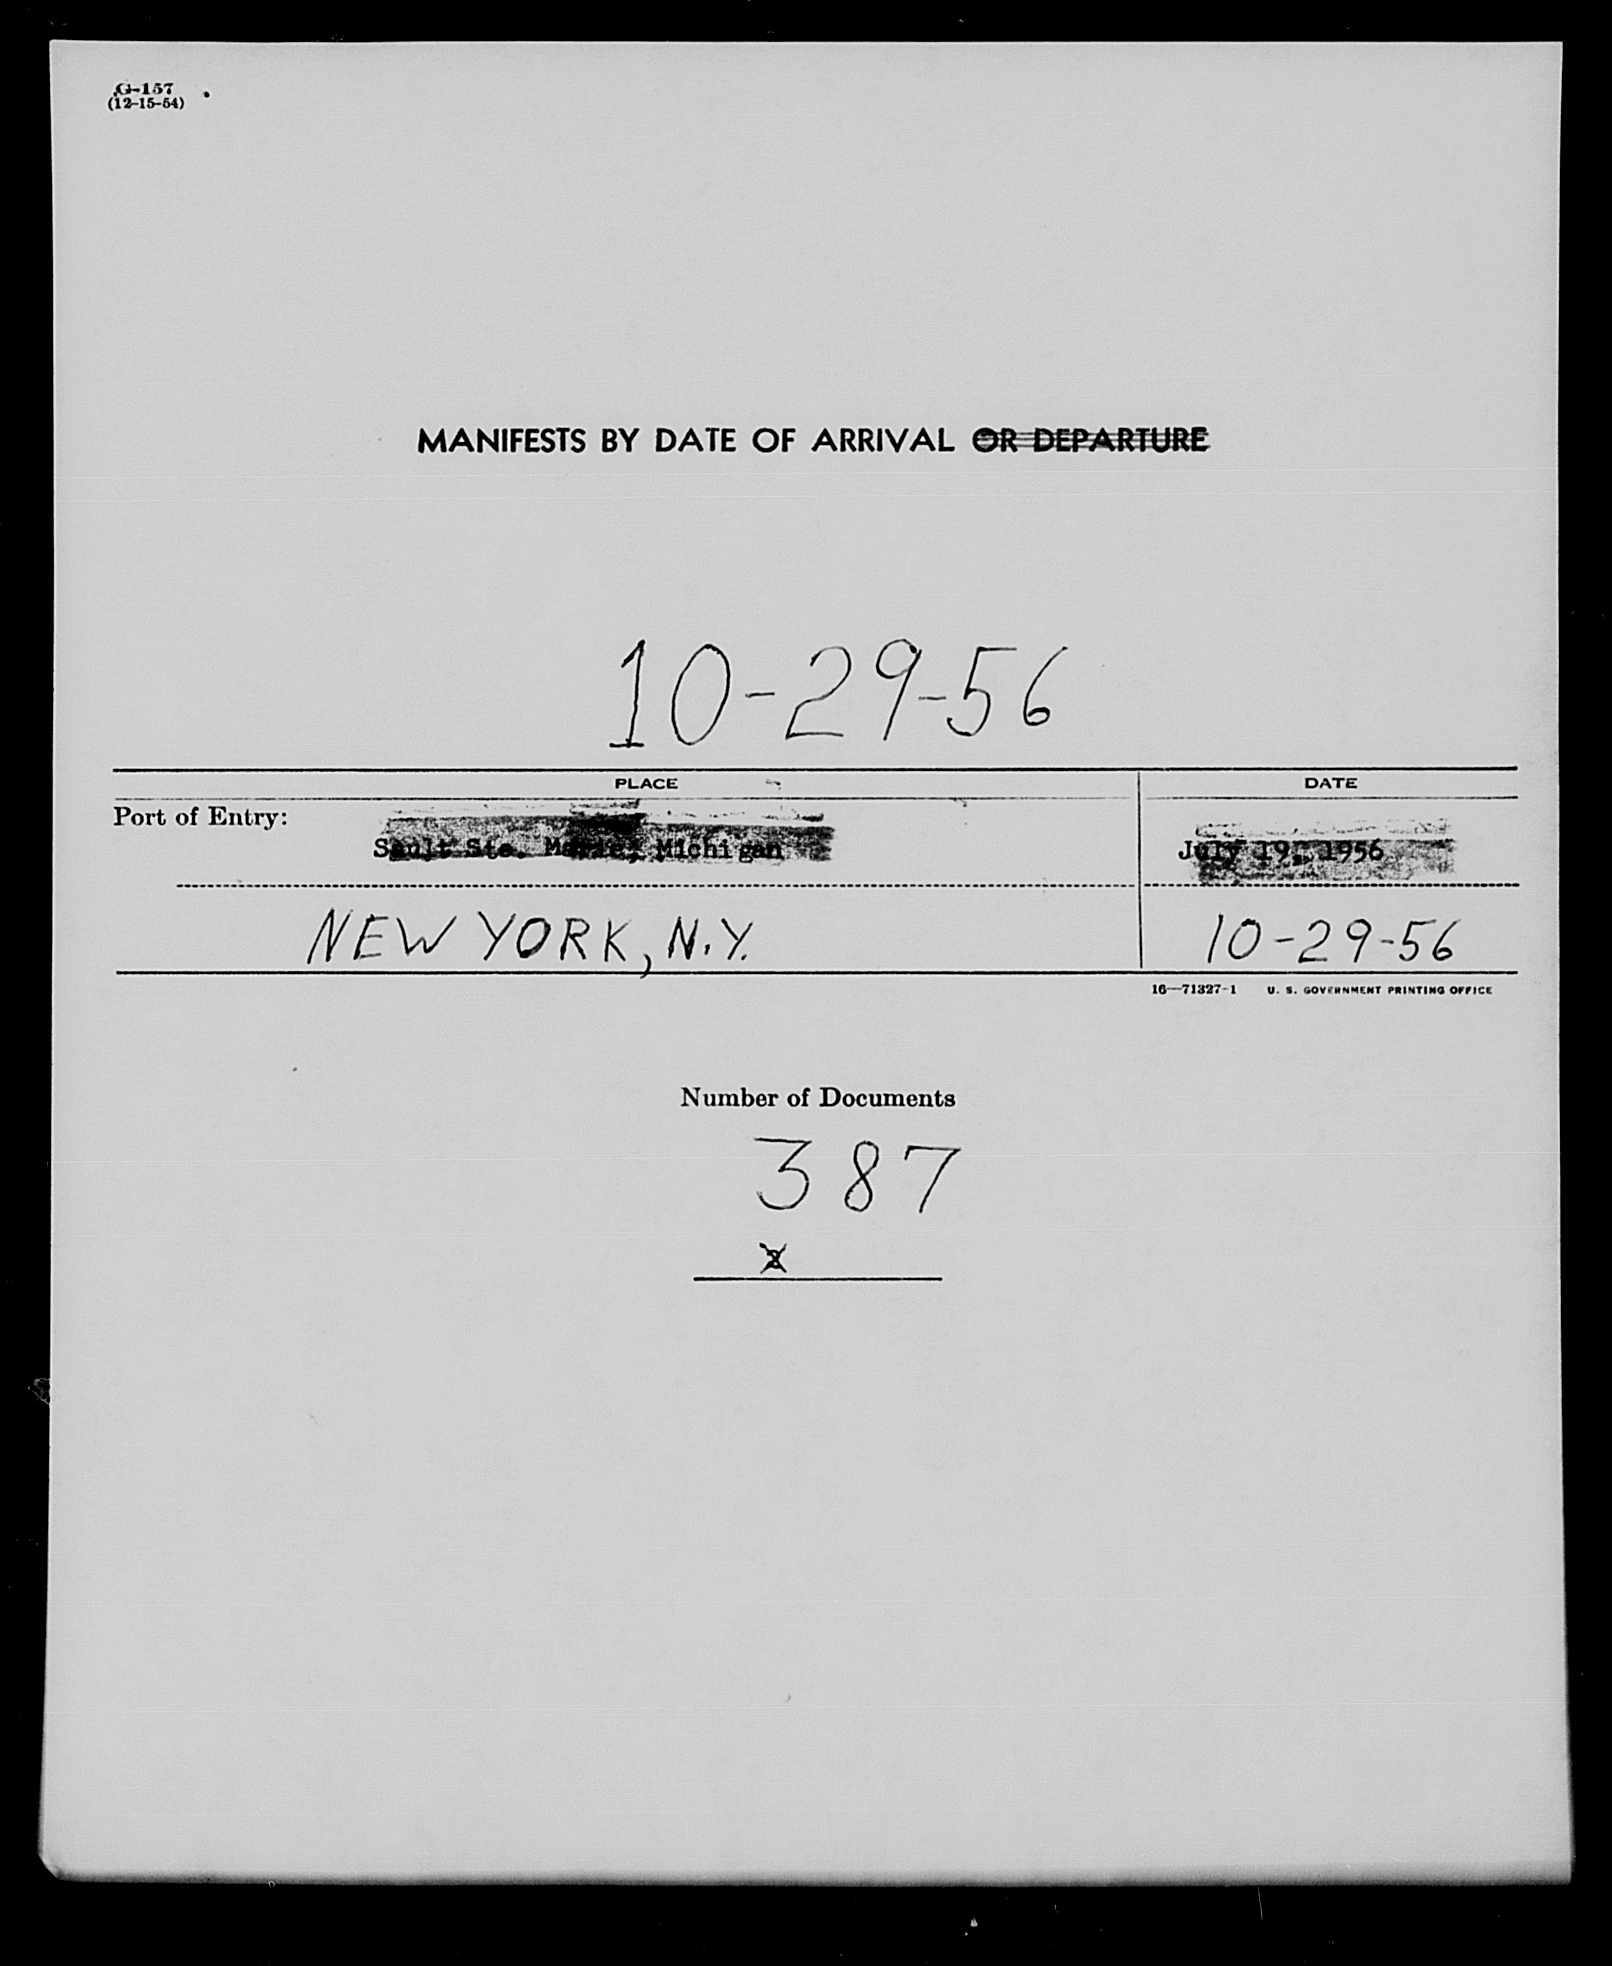 G-157
(12-15-54)
MANIFESTS BY DATE OF ARRIVAL OR DEPARTURE
10-29-56
PLACE DATE
Port of Entry:
Sault Ste. Marie, Michigan July 19, 1956
NEW YORK, N.Y. 10-29-56
16—71327-1 U. S. GOVERNMENT PRINTING OFFICE
Number of Documents
387